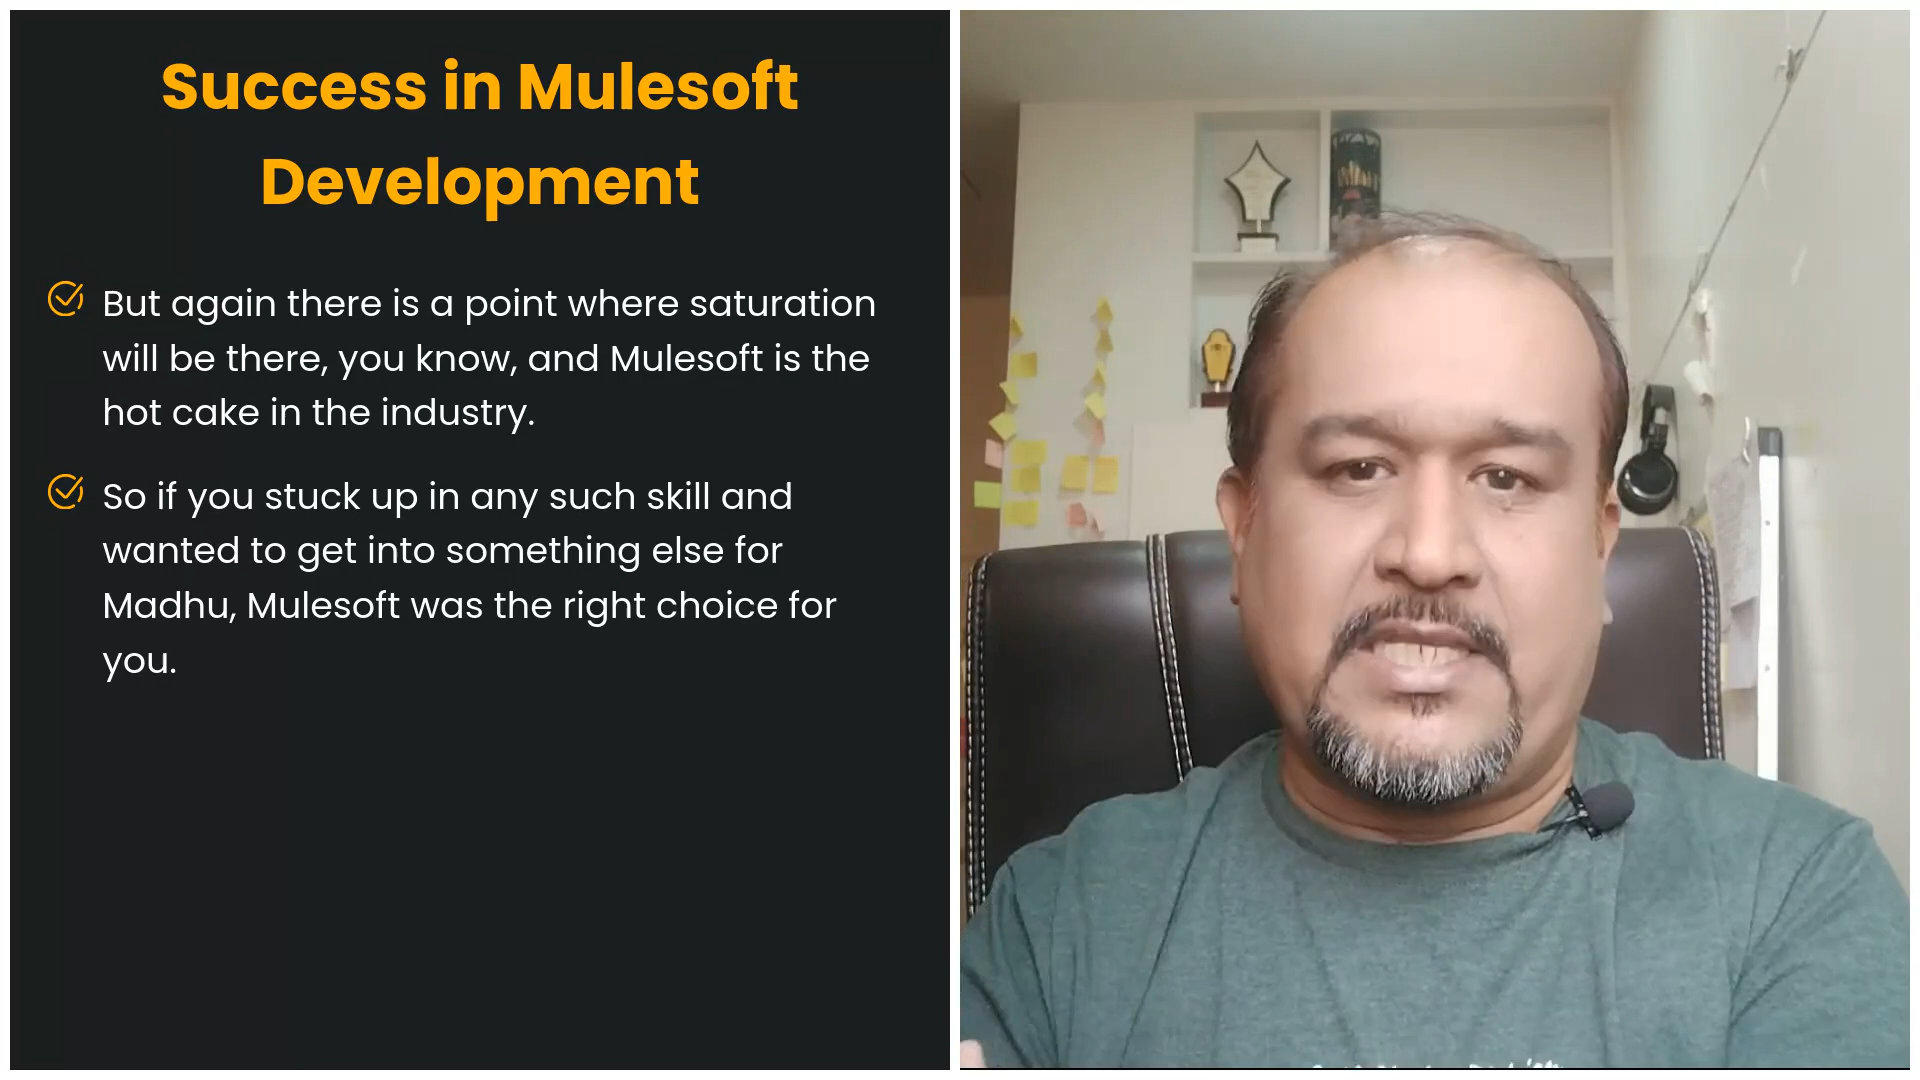 Success in Mulesoft
Development
But again there is a point where saturation
will be there, you know, and Mulesoft is the
hot cake in the industry.
So if you stuck up in any such skill and
wanted to get into something else for
Madhu, Mulesoft was the right choice for
you.